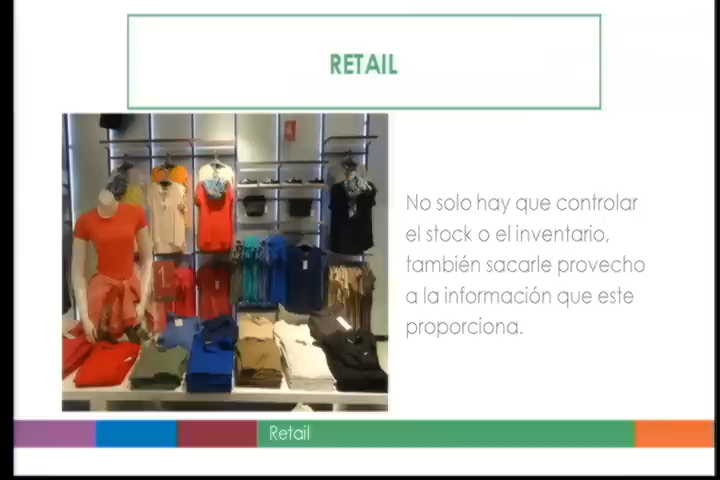 RETAIL
No solo hay que controlar
el stock o el inventario,
también sacarle provecho
a la información que este
proporciona.
Retail